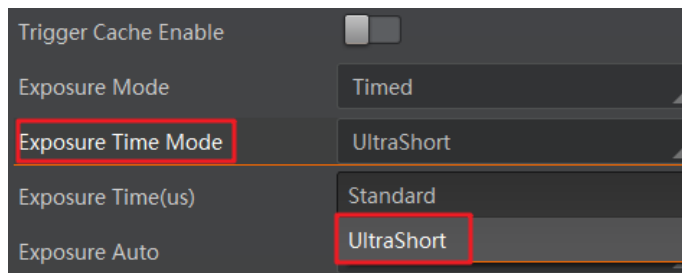 Trigger Cache Enable
Exposure Mode Timed
Exposure Time Mode UltraShort
Exposure Time(us) Standard
Exposure Auto UltraShort